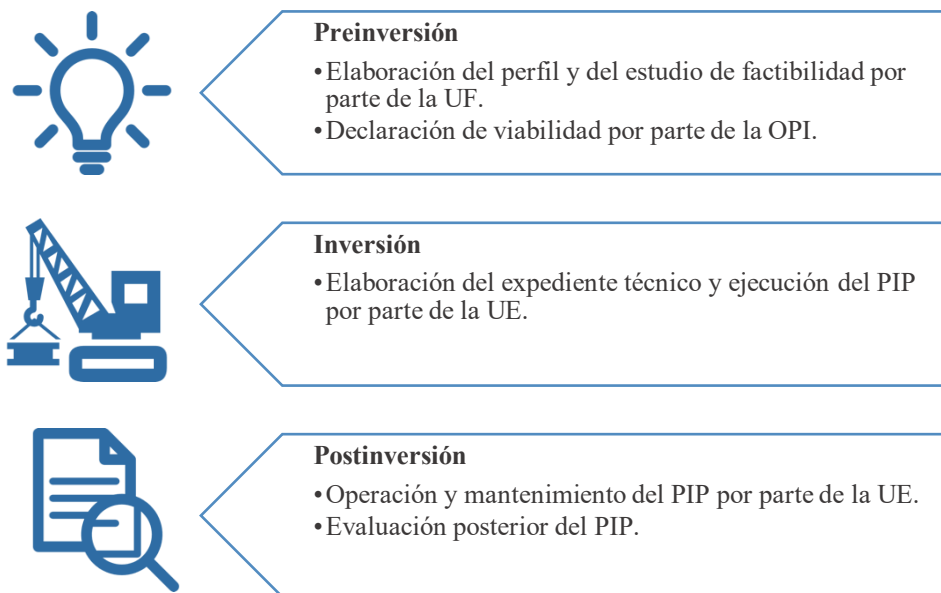 Preinversión
•Elaboración del perfil y del estudio de factibilidad por
parte de la UF.
•Declaración de viabilidad por parte de la OPI.
Inversión
•Elaboración del expediente técnico y ejecución del PIP
por parte de la UE.
Postinversión
•Operación y mantenimiento del PIP por parte de la UE.
•Evaluación posterior del PIP.